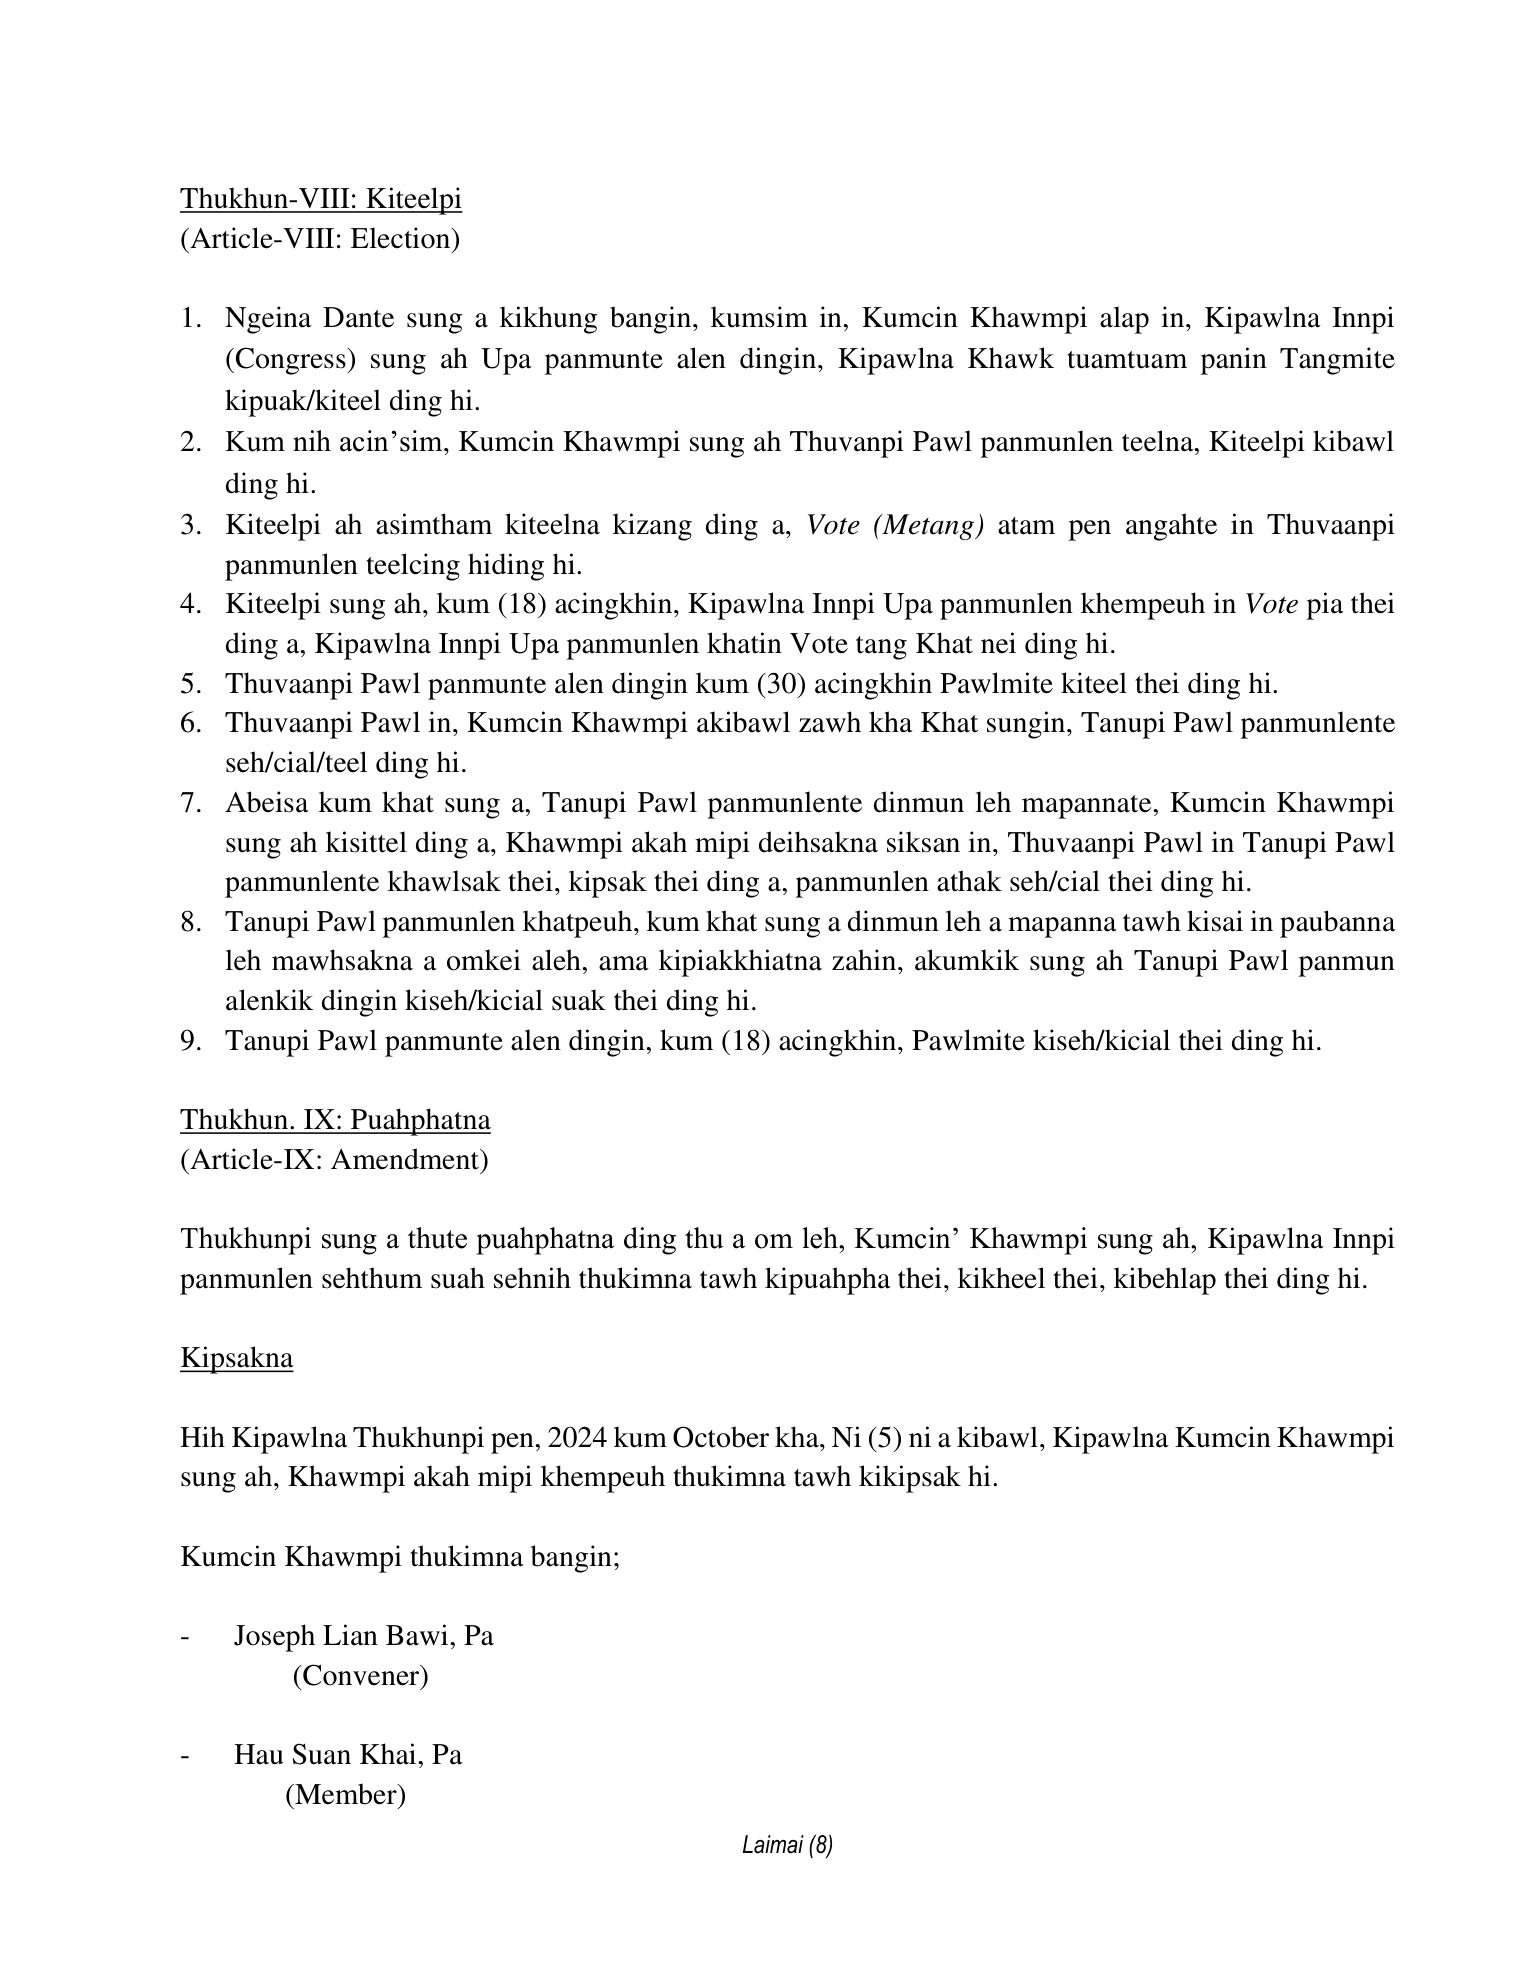 Thukhun-VIII: Kiteelpi
(Article-VIII: Election)
1. Ngeina Dante sung a kikhung bangin, kumsim in, Kumcin Khawmpi alap in, Kipawlna Innpi
(Congress) sung ah Upa panmunte alen dingin, Kipawlna Khawk tuamtuam panin Tangmite
kipuak/kiteel ding hi.
2. Kum nih acin’sim, Kumcin Khawmpi sung ah Thuvanpi Pawl panmunlen teelna, Kiteelpi kibawl
ding hi.
3. Kiteelpi ah asimtham kiteelna kizang ding a, Vote (Metang) atam pen angahte in Thuvaanpi
panmunlen teelcing hiding hi.
4. Kiteelpi sung ah, kum (18) acingkhin, Kipawlna Innpi Upa panmunlen khempeuh in Vote pia thei
ding a, Kipawlna Innpi Upa panmunlen khatin Vote tang Khat nei ding hi.
5. Thuvaanpi Pawl panmunte alen dingin kum (30) acingkhin Pawlmite kiteel thei ding hi.
6. Thuvaanpi Pawl in, Kumcin Khawmpi akibawl zawh kha Khat sungin, Tanupi Pawl panmunlente
seh/cial/teel ding hi.
7. Abeisa kum khat sung a, Tanupi Pawl panmunlente dinmun leh mapannate, Kumcin Khawmpi
sung ah kisittel ding a, Khawmpi akah mipi deihsakna siksan in, Thuvaanpi Pawl in Tanupi Pawl
panmunlente khawlsak thei, kipsak thei ding a, panmunlen athak seh/cial thei ding hi.
8. Tanupi Pawl panmunlen khatpeuh, kum khat sung a dinmun leh a mapanna tawh kisai in paubanna
leh mawhsakna a omkei aleh, ama kipiakkhiatna zahin, akumkik sung ah Tanupi Pawl panmun
alenkik dingin kiseh/kicial suak thei ding hi.
9. Tanupi Pawl panmunte alen dingin, kum (18) acingkhin, Pawlmite kiseh/kicial thei ding hi.
Thukhun. IX: Puahphatna
(Article-IX: Amendment)
Thukhunpi sung a thute puahphatna ding thu a om leh, Kumcin’ Khawmpi sung ah, Kipawlna Innpi
panmunlen sehthum suah sehnih thukimna tawh kipuahpha thei, kikheel thei, kibehlap thei ding hi.
Kipsakna
Hih Kipawlna Thukhunpi pen, 2024 kum October kha, Ni (5) ni a kibawl, Kipawlna Kumcin Khawmpi
sung ah, Khawmpi akah mipi khempeuh thukimna tawh kikipsak hi.
Kumcin Khawmpi thukimna bangin;
- Joseph Lian Bawi, Pa
(Convener)
- Hau Suan Khai, Pa
(Member)
Laimai (8)